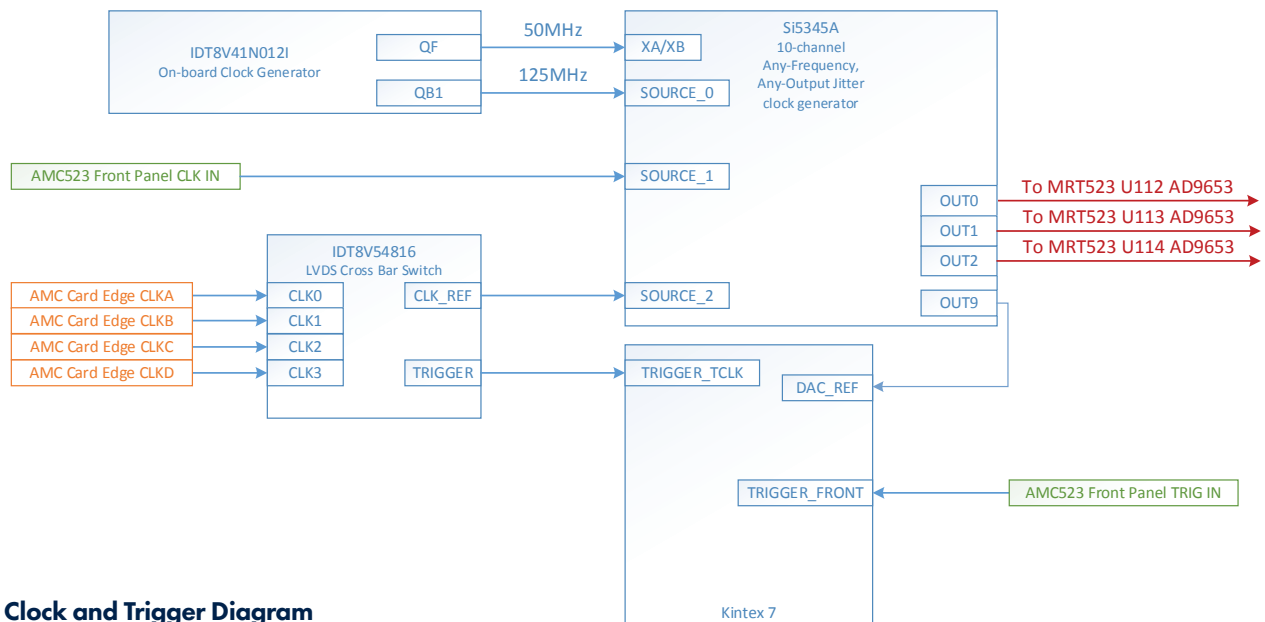 IDT8V41N012I
On-board Clock Generator
QF
QB1
50MHz
125MHz
Si5345A
10-channel
Any-Frequency,
Any-Output Jitter
clock generator
XA/XB
SOURCE_0
AMC523 Front Panel CLK IN
SOURCE_1
OUT0
OUT1
OUT2
OUT9
To MRT523 U112 AD9653
To MRT523 U113 AD9653
To MRT523 U114 AD9653
IDT8V54816
LVDS Cross Bar Switch
AMC Card Edge CLKA
AMC Card Edge CLKB
AMC Card Edge CLKC
AMC Card Edge CLKD
CLK0
CLK1
CLK2
CLK3
CLK_REF
TRIGGER
SOURCE_2
TRIGGER_TCLK
DAC_REF
TRIGGER_FRONT
AMC523 Front Panel TRIG IN
Kintex 7
Clock and Trigger Diagram